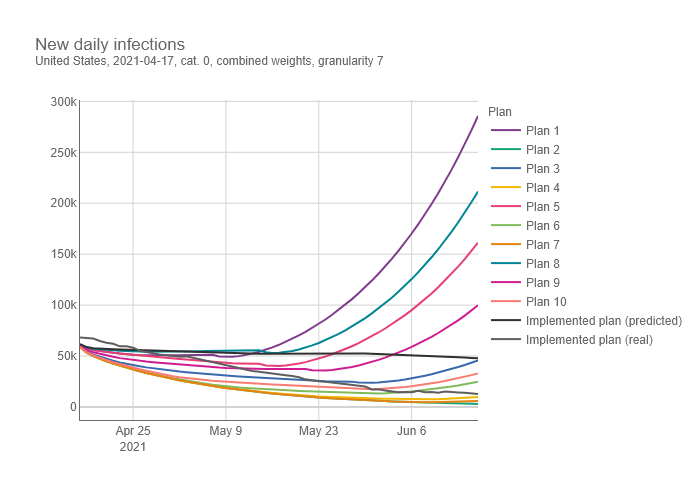 New daily infections
United States, 2021-04-17, cat. 0, combined weights, granularity 7
300k
250k
200k
150k
100k
50k
0
Apr 25
2021
May 9
May 23
Jun 6
Plan
Plan 1
Plan 2
Plan 3
Plan 4
Plan 5
Plan 6
Plan 7
Plan 8
Plan 9
Plan 10
Implemented plan (predicted)
Implemented plan (real)